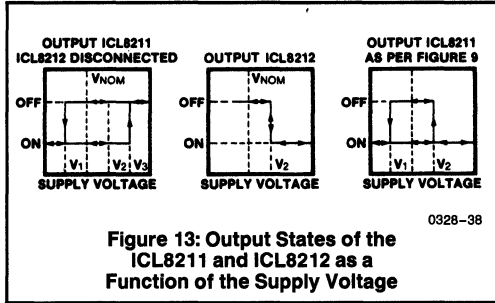 OUTPUT ICL8211
ICL8212 DISCONNECTED
VNOM
OFF
ON
V1
V2
V3
SUPPLY VOLTAGE
OUTPUT ICL8212
VNOM
V2
SUPPLY VOLTAGE
OUTPUT ICL8211
AS PER FIGURE 9
OFF
ON
V1
V2
SUPPLY VOLTAGE
0328–38
Figure 13: Output States of the
ICL8211 and ICL8212 as a
Function of the Supply Voltage